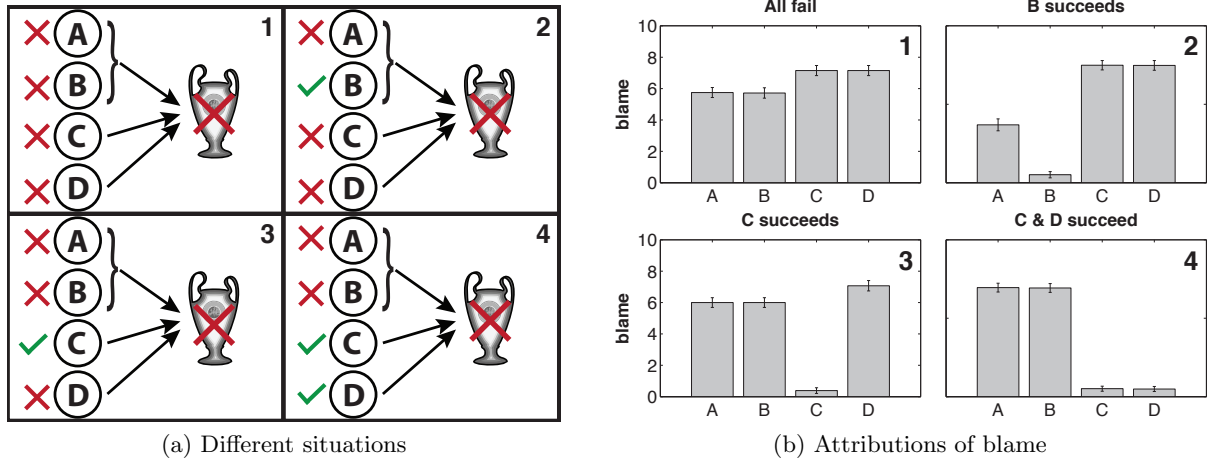 1
A
B
C
D
2
A
B
C
D
3
A
B
C
D
4
A
B
C
D
(a) Different situations
All fail
1
blame
10
8
6
4
2
0
A B C D
B succeeds
2
A B C D
C succeeds
3
blame
10
8
6
4
2
0
A B C D
C & D succeed
4
A B C D
(b) Attributions of blame